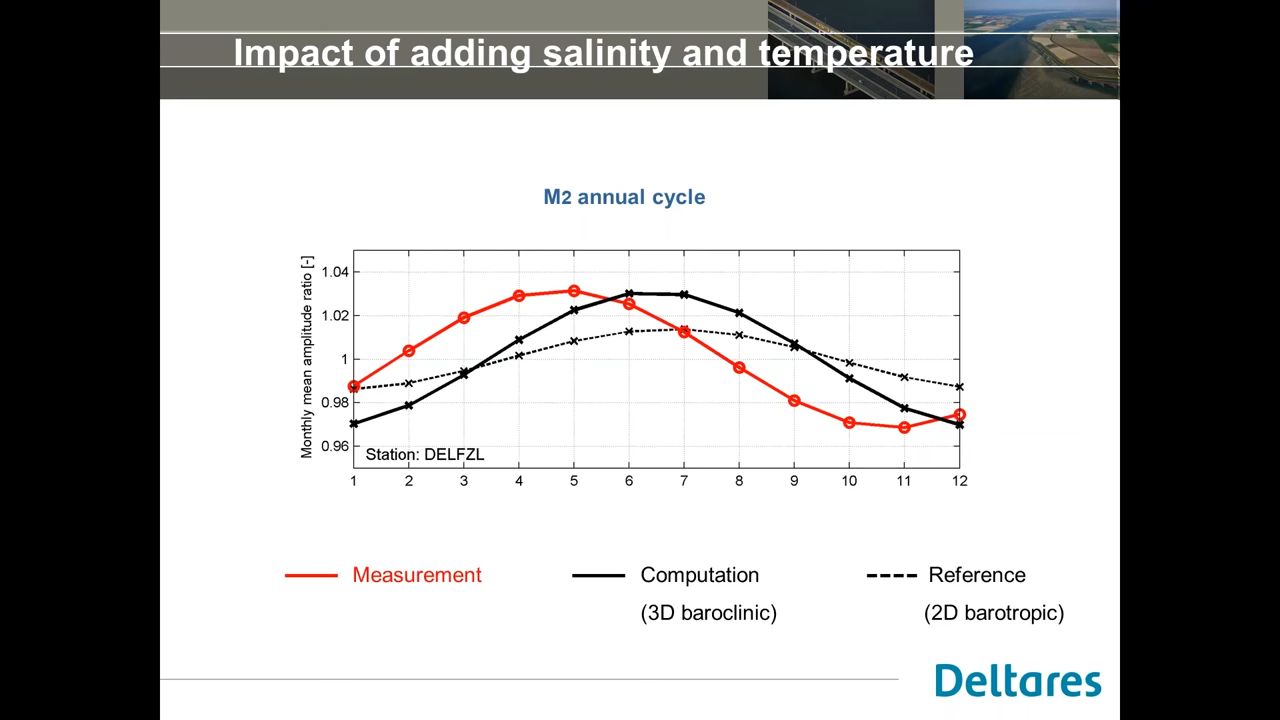 Impact of adding salinity and temperature
M2 annual cycle
Monthly mean amplitude ratio [-]
1.04
1.02
1
0.98
0.96
Station: DELFZL
1 2 3 4 5 6 7 8 9 10 11 12
Measurement Computation Reference
(3D baroclinic) (2D barotropic)
Deltares